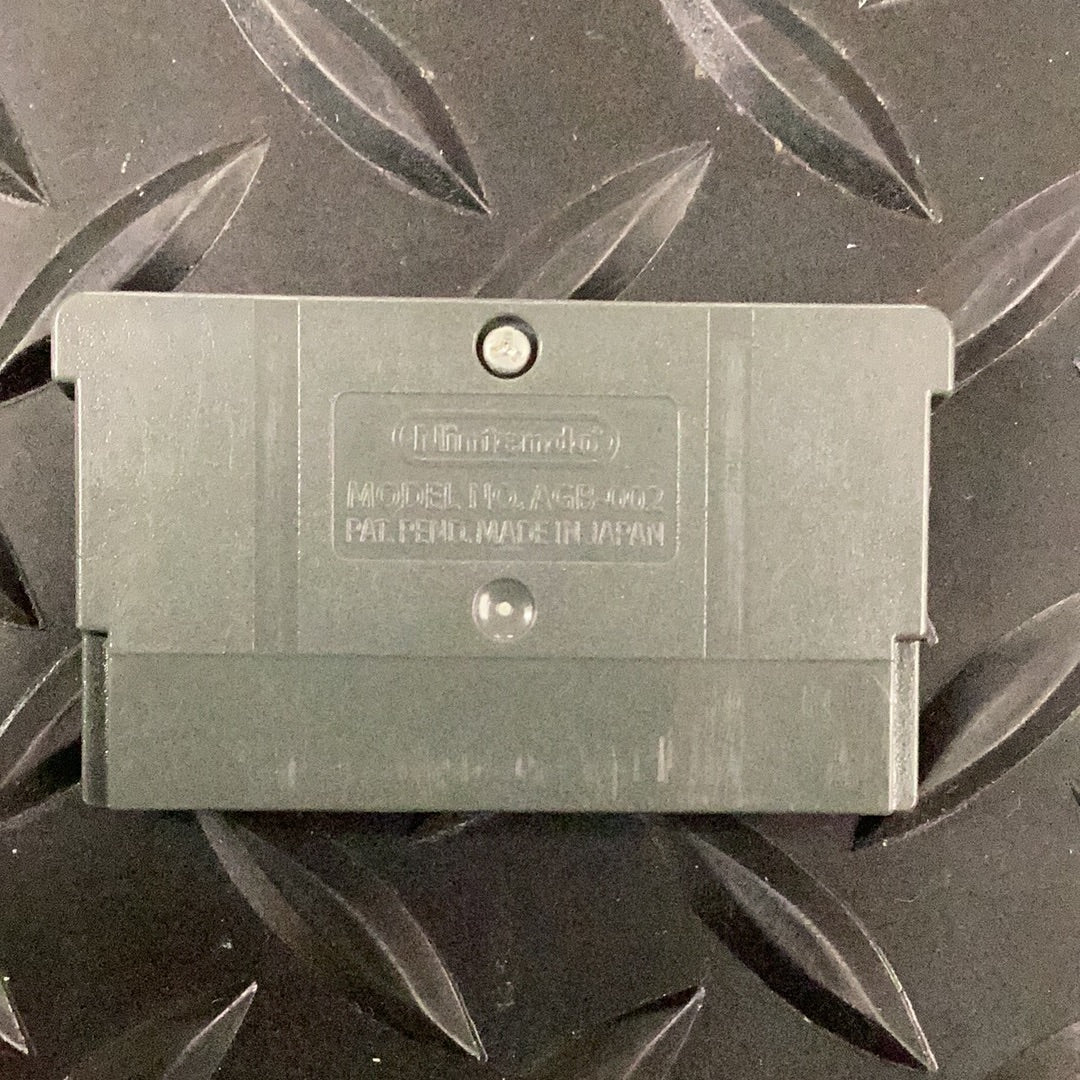 Nintendo
MODEL NO. AGB-002
PAT. PEND. MADE IN JAPAN